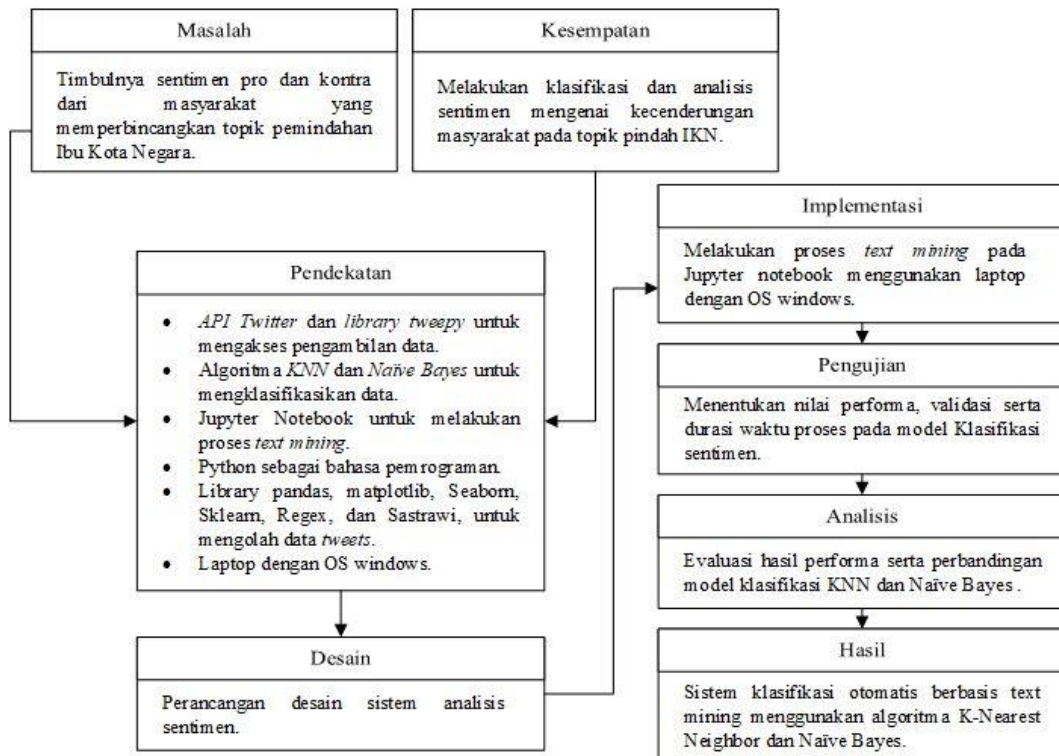 Masalah
Timbulnya sentimen pro dan kontra
dari masyarakat yang
memperbincangkan topik pemindahan
Ibu Kota Negara.
Kesempatan
Melakukan klasifikasi dan analisis
sentimen mengenai kecenderungan
masyarakat pada topik pindah IKN.
Pendekatan
• API Twitter dan library tweepy untuk
mengakses pengambilan data.
• Algoritma KNN dan Naïve Bayes untuk
mengklasifikasikan data.
• Jupyter Notebook untuk melakukan
proses text mining.
• Python sebagai bahasa pemrograman.
• Library pandas, matplotlib, Seaborn,
Sklearn, Regex, dan Sastrawi, untuk
mengolah data tweets.
• Laptop dengan OS windows.
Desain
Perancangan desain sistem analisis
sentimen.
Implementasi
Melakukan proses text mining pada
Jupyter notebook menggunakan laptop
dengan OS windows.
Pengujian
Menentukan nilai performa, validasi serta
durasi waktu proses pada model Klasifikasi
sentimen.
Analisis
Evaluasi hasil performa serta perbandingan
model klasifikasi KNN dan Naïve Bayes .
Hasil
Sistem klasifikasi otomatis berbasis text
mining menggunakan algoritma K-Nearest
Neighbor dan Naïve Bayes.